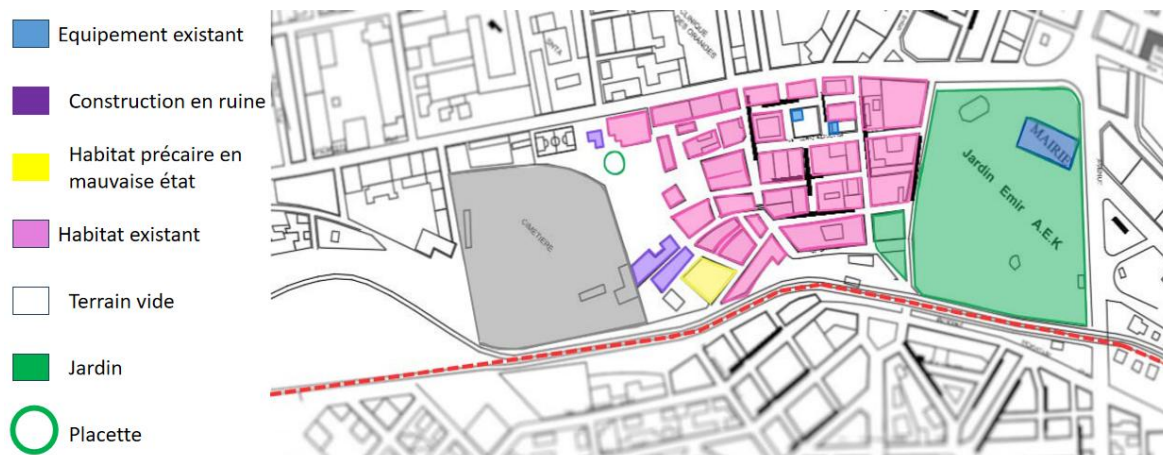 Equipement existant
Construction en ruine
Habitat précaire en
mauvaise état
Habitat existant
Terrain vide
Jardin
Placette
CLINIQUE
DES ORANGES
MAIRIE
Jardin Emir A.E.K
CIMETIERE